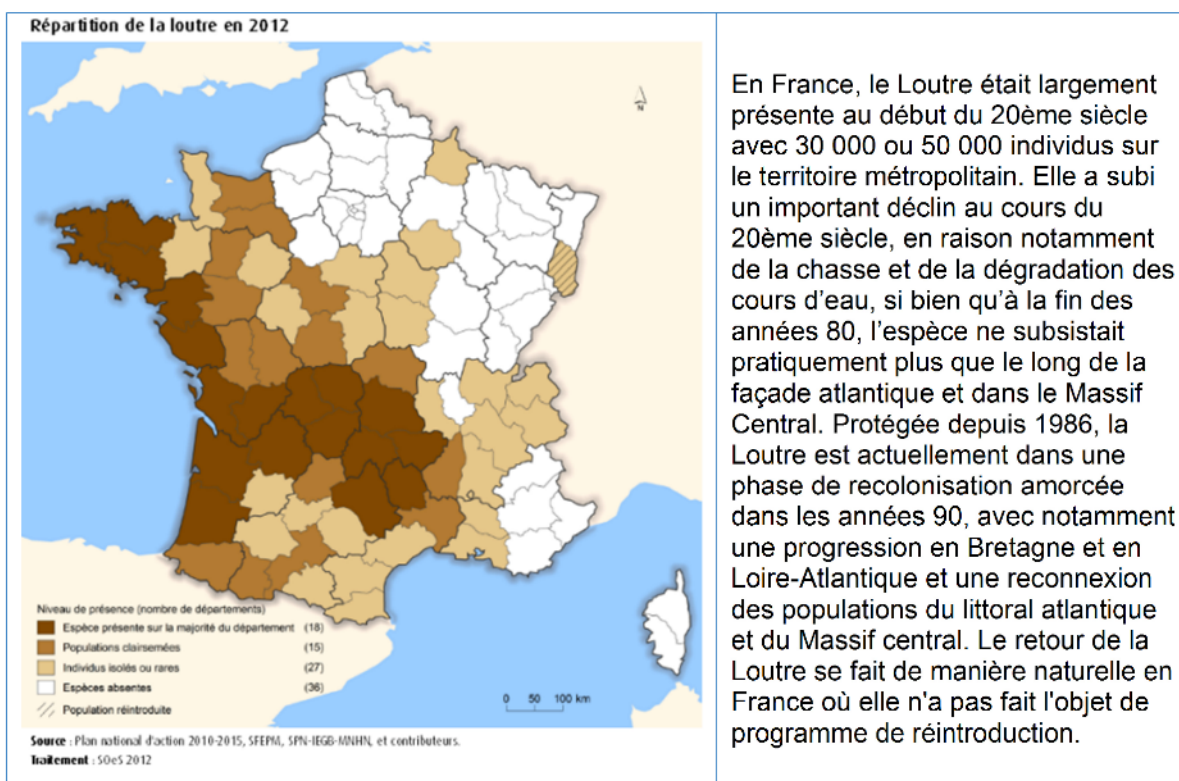 Répartition de la loutre en 2012
N
Niveau de présence (nombre de départements)
Espèce présente sur la majorité du département (18)
Populations clairsemées (15)
Individus isolés ou rares (27)
Espèces absentes (36)
Population réintroduite
0 50 100 km
Source : Plan national d'action 2010-2015, SFEPM, SPN-IEGB-MNHN, et contributeurs.
Traitement : SOeS 2012
En France, le Loutre était largement
présente au début du 20ème siècle
avec 30 000 ou 50 000 individus sur
le territoire métropolitain. Elle a subi
un important déclin au cours du
20ème siècle, en raison notamment
de la chasse et de la dégradation des
cours d'eau, si bien qu'à la fin des
années 80, l'espèce ne subsistait
pratiquement plus que le long de la
façade atlantique et dans le Massif
Central. Protégée depuis 1986, la
Loutre est actuellement dans une
phase de recolonisation amorcée
dans les années 90, avec notamment
une progression en Bretagne et en
Loire-Atlantique et une reconnexion
des populations du littoral atlantique
et du Massif central. Le retour de la
Loutre se fait de manière naturelle en
France où elle n'a pas fait l'objet de
programme de réintroduction.